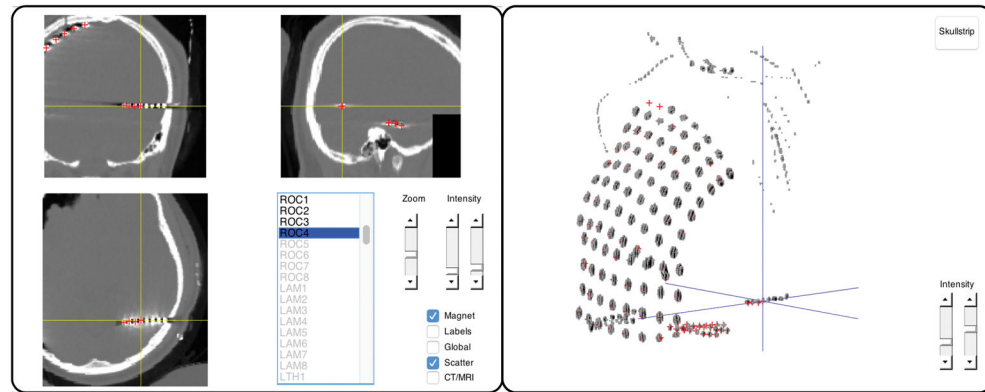 ROC1
ROC2
ROC3
ROC4
ROC5
ROC6
ROC7
ROC8
LAM1
LAM2
LAM3
LAM4
LAM5
LAM6
LAM7
LAM8
LTH1
Zoom
Intensity
Magnet
Labels
Global
Scatter
CT/MRI
Skullstrip
Intensity